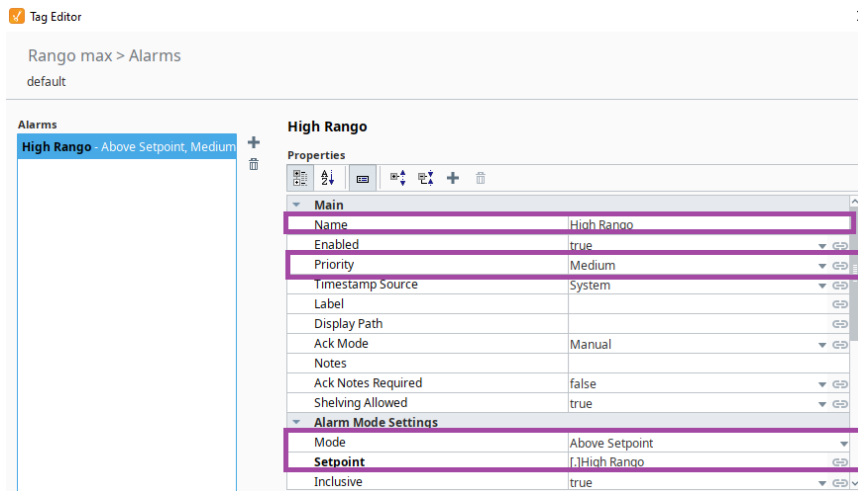 Tag Editor
Rango max > Alarms
default
Alarms
High Rango - Above Setpoint, Medium
High Rango
Properties
Main
Name High Rango
Enabled true
Priority Medium
Timestamp Source System
Label
Display Path
Ack Mode Manual
Notes
Ack Notes Required false
Shelving Allowed true
Alarm Mode Settings
Mode Above Setpoint
Setpoint [.]High Rango
Inclusive true